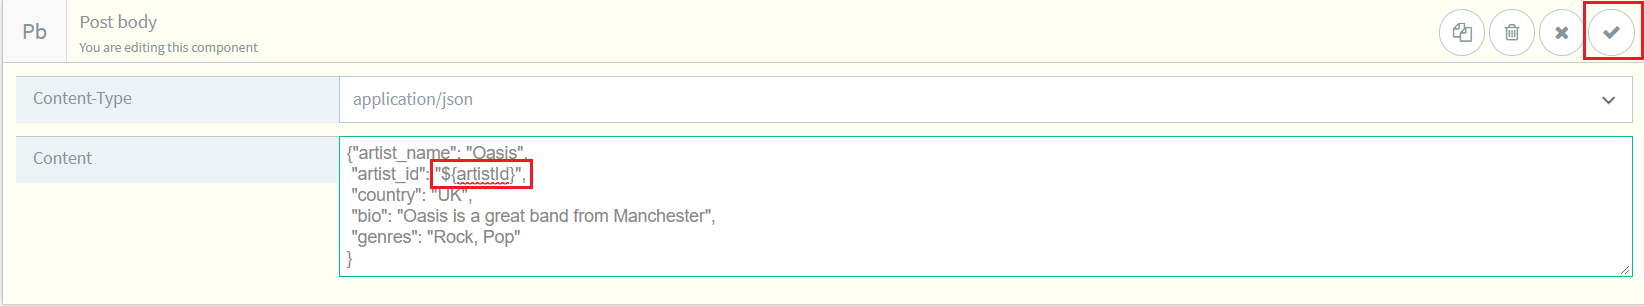 Pb
Post body
You are editing this component
Content-Type
application/json
Content
{"artist_name": "Oasis",
"artist_id": "${artistId}",
"country": "UK",
"bio": "Oasis is a great band from Manchester",
"genres": "Rock, Pop"
}